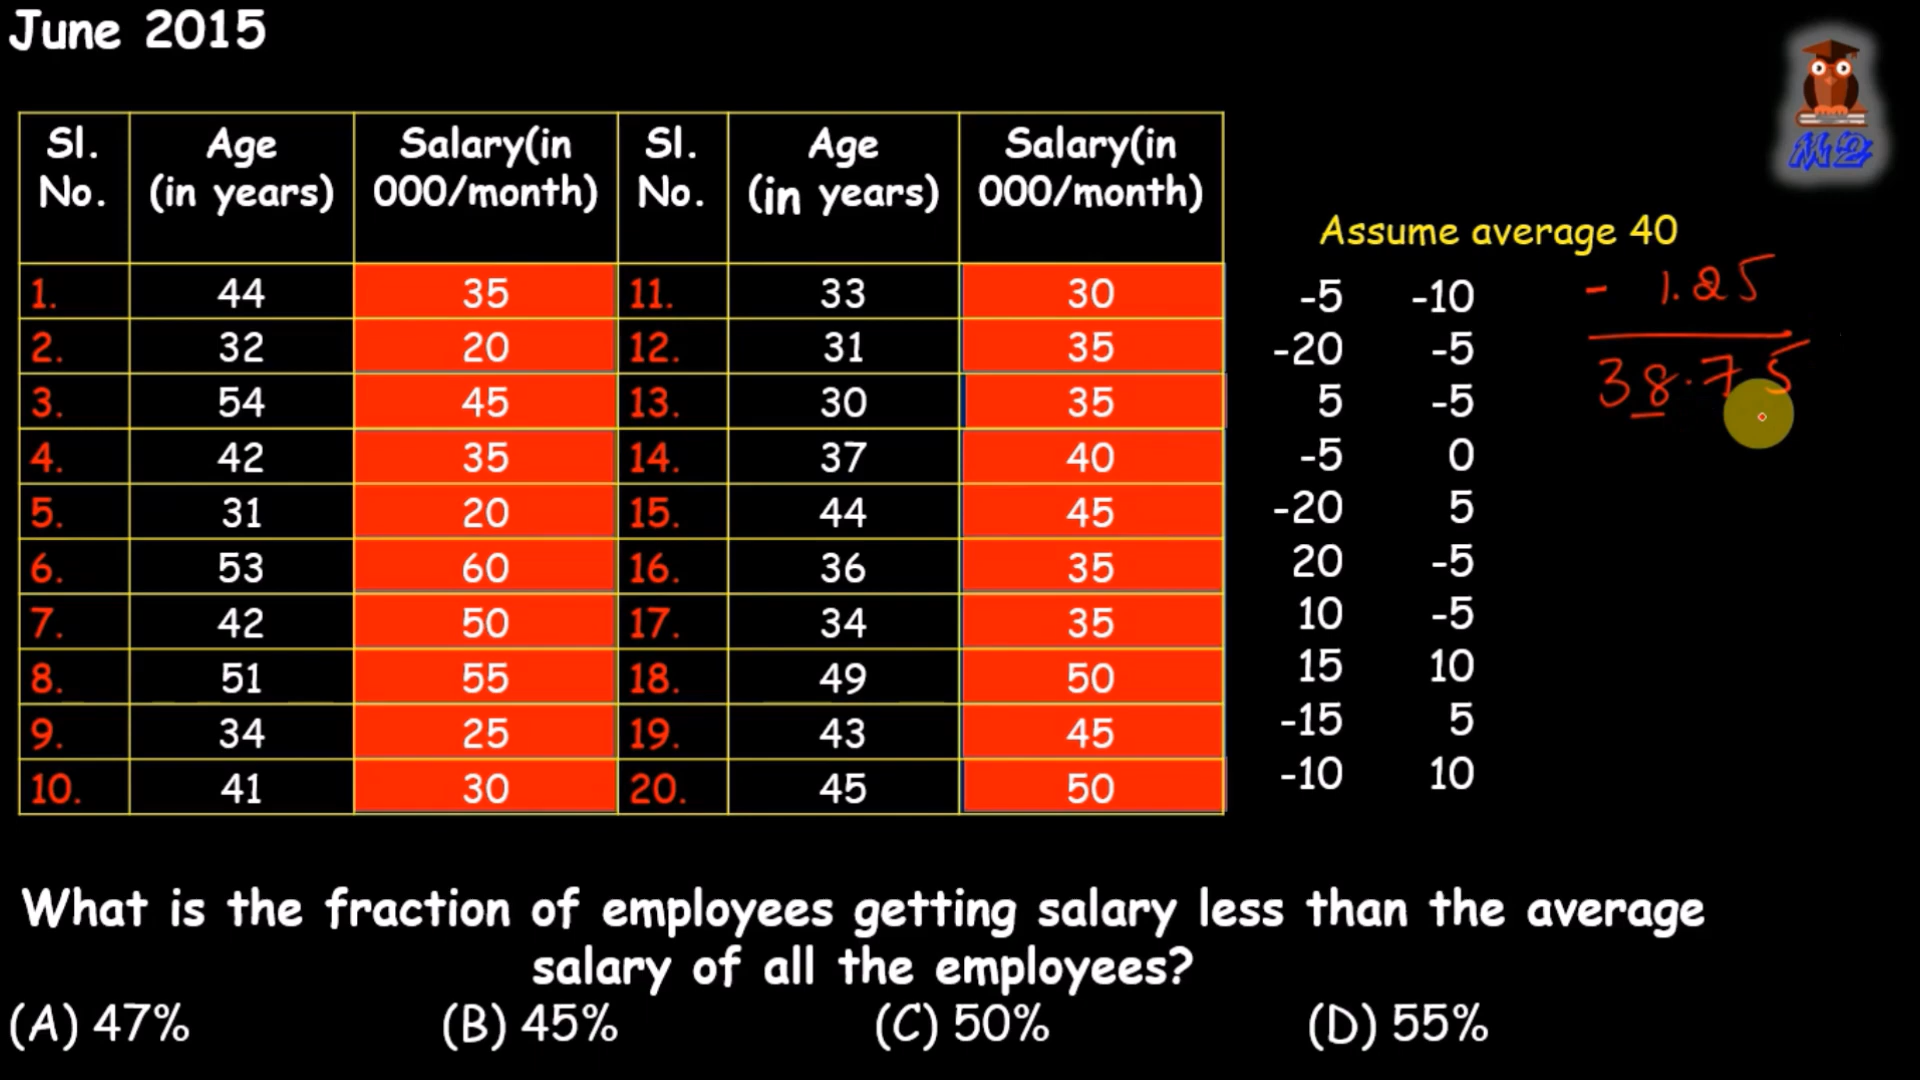 June 2015
M2
Sl. No. Age (in years) Salary(in 000/month) Sl. No. Age (in years) Salary(in 000/month)
1. 44 35 11. 33 30
2. 32 20 12. 31 35
3. 54 45 13. 30 35
4. 42 35 14. 37 40
5. 31 20 15. 44 45
6. 53 60 16. 36 35
7. 42 50 17. 34 35
8. 51 55 18. 49 50
9. 34 25 19. 43 45
10. 41 30 20. 45 50
Assume average 40
-5 -10
-20 -5
5 -5
-5 0
-20 5
20 -5
10 -5
15 10
-15 5
-10 10
- 1.25
38.75
What is the fraction of employees getting salary less than the average
salary of all the employees?
(A) 47% (B) 45% (C) 50% (D) 55%